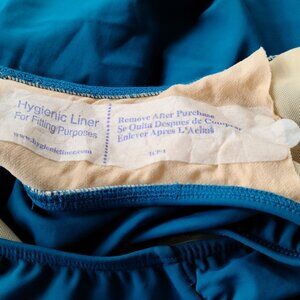 Hygienic Liner
For Fitting Purposes
www.hygienicliner.com
Remove After Purchase
Se Quita Despues de Comprar
Enlever Apres L'Achat